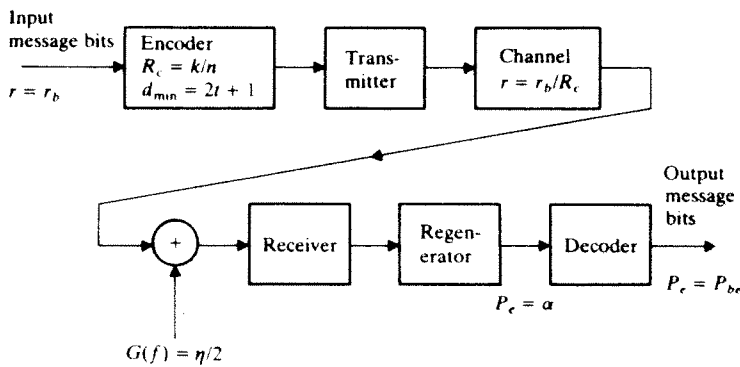 Input
message bits
r = r_b
Encoder
R_c = k/n
d_min = 2t + 1
Trans-
mitter
Channel
r = r_b/R_c
+
Receiver
Regen-
erator
Decoder
Output
message
bits
P_e = α
P_e = P_be
G(f) = η/2